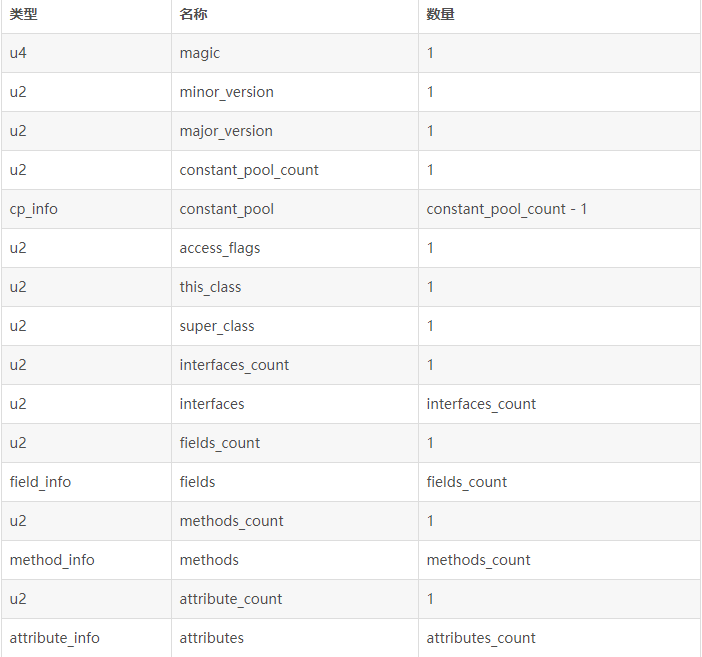 类型 名称 数量
u4 magic 1
u2 minor_version 1
u2 major_version 1
u2 constant_pool_count 1
cp_info constant_pool constant_pool_count - 1
u2 access_flags 1
u2 this_class 1
u2 super_class 1
u2 interfaces_count 1
u2 interfaces interfaces_count
u2 fields_count 1
field_info fields fields_count
u2 methods_count 1
method_info methods methods_count
u2 attribute_count 1
attribute_info attributes attributes_count